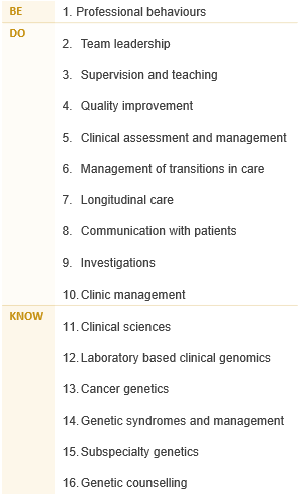 BE 1. Professional behaviours
DO
2. Team leadership
3. Supervision and teaching
4. Quality improvement
5. Clinical assessment and management
6. Management of transitions in care
7. Longitudinal care
8. Communication with patients
9. Investigations
10. Clinic management
KNOW
11. Clinical sciences
12. Laboratory based clinical genomics
13. Cancer genetics
14. Genetic syndromes and management
15. Subspecialty genetics
16. Genetic counselling